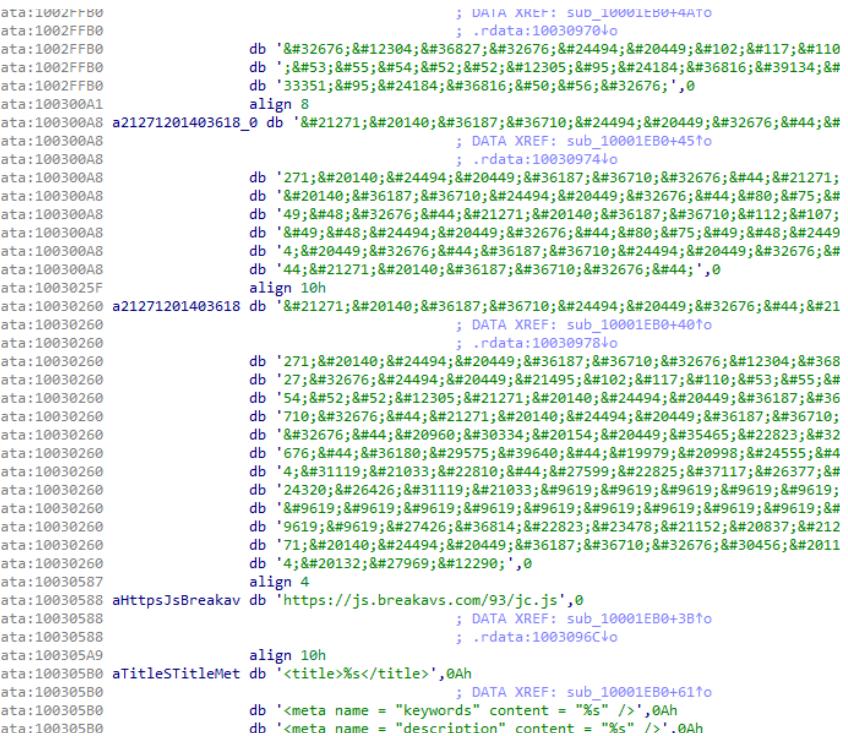 ata:1002FFB0 ; DATA XREF: sub_10001EB0+4A↑o
ata:1002FFB0 ; .rdata:10030970↓o
ata:1002FFB0 db '&#32676;&#12304;&#36827;&#32676;&#24494;&#20449;&#102;&#117;&#110
ata:1002FFB0 db ';&#53;&#55;&#54;&#52;&#52;&#12305;&#95;&#24184;&#36816;&#39134;&#
ata:1002FFB0 db '33351;&#95;&#24184;&#36816;&#50;&#56;&#32676;',0
ata:100300A1 align 8
ata:100300A8 a21271201403618_0 db '&#21271;&#20140;&#36187;&#36710;&#24494;&#20449;&#32676;&#44;&#
ata:100300A8 ; DATA XREF: sub_10001EB0+45↑o
ata:100300A8 ; .rdata:10030974↓o
ata:100300A8 db '271;&#20140;&#24494;&#20449;&#36187;&#36710;&#32676;&#44;&#21271;
ata:100300A8 db '&#20140;&#36187;&#36710;&#24494;&#20449;&#32676;&#44;&#80;&#75;&#
ata:100300A8 db '49;&#48;&#32676;&#44;&#21271;&#20140;&#36187;&#36710;&#112;&#107;
ata:100300A8 db '&#49;&#48;&#24494;&#20449;&#32676;&#44;&#80;&#75;&#49;&#48;&#2449
ata:100300A8 db '4;&#20449;&#32676;&#44;&#36187;&#36710;&#24494;&#20449;&#32676;&#
ata:100300A8 db '44;&#21271;&#20140;&#36187;&#36710;&#32676;&#44;',0
ata:1003025F align 10h
ata:10030260 a21271201403618 db '&#21271;&#20140;&#36187;&#36710;&#24494;&#20449;&#32676;&#44;&#21
ata:10030260 ; DATA XREF: sub_10001EB0+40↑o
ata:10030260 ; .rdata:10030978↓o
ata:10030260 db '271;&#20140;&#24494;&#20449;&#36187;&#36710;&#32676;&#12304;&#368
ata:10030260 db '27;&#32676;&#24494;&#20449;&#21495;&#102;&#117;&#110;&#53;&#55;&#
ata:10030260 db '54;&#52;&#52;&#12305;&#21271;&#20140;&#24494;&#20449;&#36187;&#36
ata:10030260 db '710;&#32676;&#44;&#21271;&#20140;&#24494;&#20449;&#36187;&#36710;
ata:10030260 db '&#32676;&#44;&#20960;&#30334;&#20154;&#20449;&#35465;&#22823;&#32
ata:10030260 db '676;&#44;&#36180;&#29575;&#39640;&#44;&#19979;&#20998;&#24555;&#4
ata:10030260 db '4;&#31119;&#21033;&#22810;&#44;&#27599;&#22825;&#37117;&#26377;&#
ata:10030260 db '24320;&#26426;&#31119;&#21033;&#9619;&#9619;&#9619;&#9619;&#9619;
ata:10030260 db '&#9619;&#9619;&#9619;&#9619;&#9619;&#9619;&#9619;&#9619;&#9619;&#
ata:10030260 db '9619;&#9619;&#27426;&#36814;&#22823;&#23478;&#21152;&#20837;&#212
ata:10030260 db '71;&#20140;&#24494;&#20449;&#36187;&#36710;&#32676;&#30456;&#2011
ata:10030260 db '4;&#20132;&#27969;&#12290;',0
ata:10030587 align 4
ata:10030588 aHttpsJsBreakav db 'https://js.breakavs.com/93/jc.js',0
ata:10030588 ; DATA XREF: sub_10001EB0+3B↑o
ata:10030588 ; .rdata:1003096C↓o
ata:100305A9 align 10h
ata:100305B0 aTitleSTitleMet db '<title>%s</title>',0Ah
ata:100305B0 ; DATA XREF: sub_10001EB0+61↑o
ata:100305B0 db '<meta name = "keywords" content = "%s" />',0Ah
ata:100305B0 db '<meta name = "description" content = "%s" />',0Ah